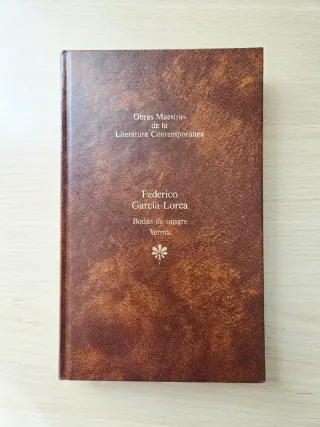 Obras Maestras
de la
Literatura Contemporánea
Federico
García Lorca
Bodas de sangre
Yerma